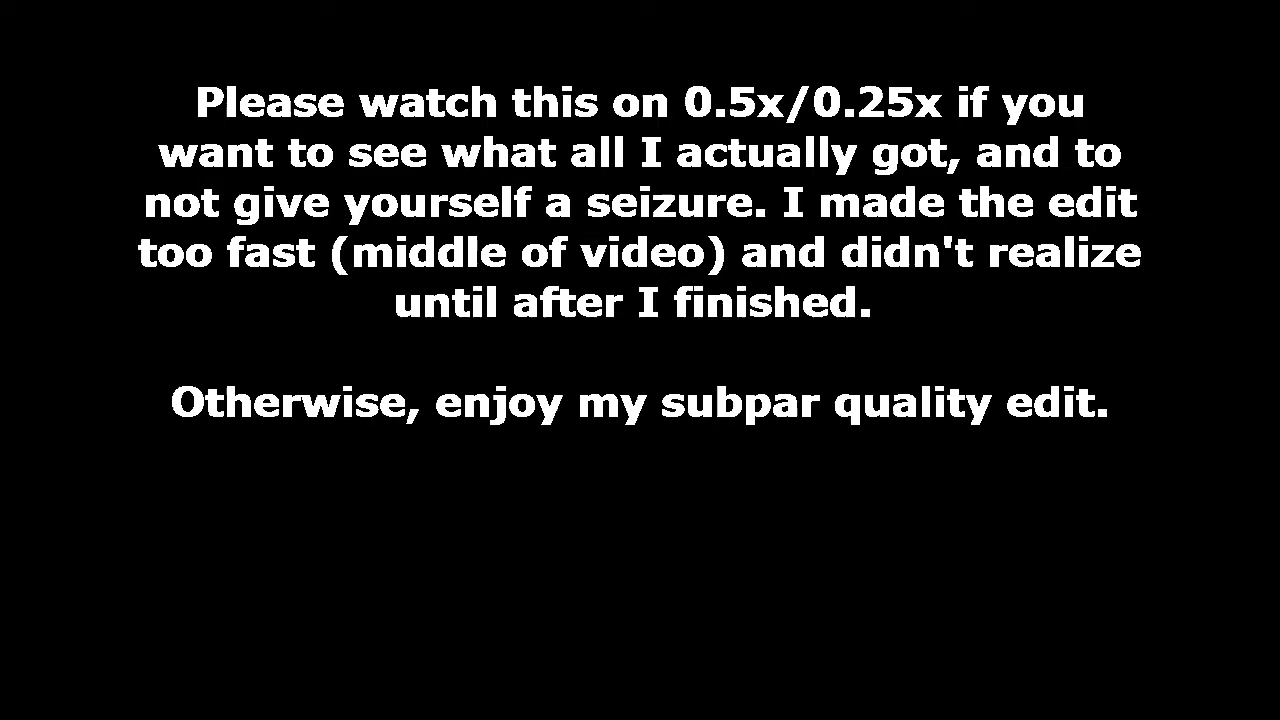 Please watch this on 0.5x/0.25x if you
want to see what all I actually got, and to
not give yourself a seizure. I made the edit
too fast (middle of video) and didn't realize
until after I finished.
Otherwise, enjoy my subpar quality edit.